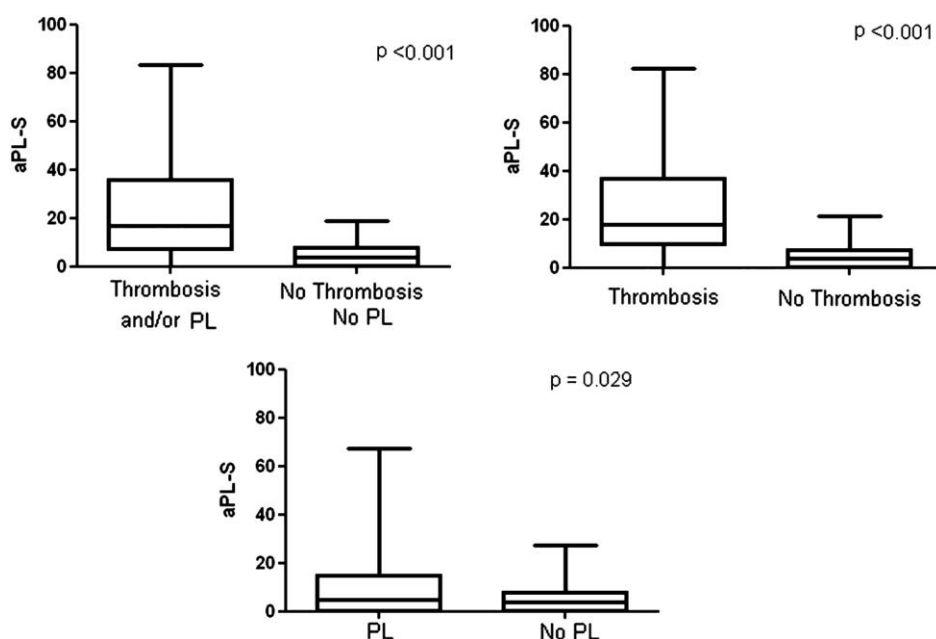 100
80
60
40
20
0
aPL-S
p <0.001
Thrombosis
and/or PL
No Thrombosis
No PL
100
80
60
40
20
0
aPL-S
p <0.001
Thrombosis
No Thrombosis
100
80
60
40
20
0
aPL-S
p = 0.029
PL
No PL